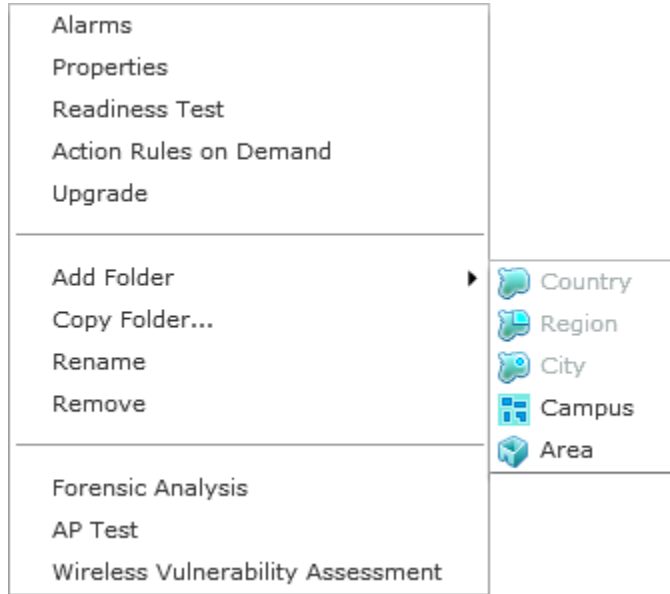 Alarms
Properties
Readiness Test
Action Rules on Demand
Upgrade
Add Folder
Copy Folder...
Rename
Remove
Forensic Analysis
AP Test
Wireless Vulnerability Assessment
Country
Region
City
Campus
Area